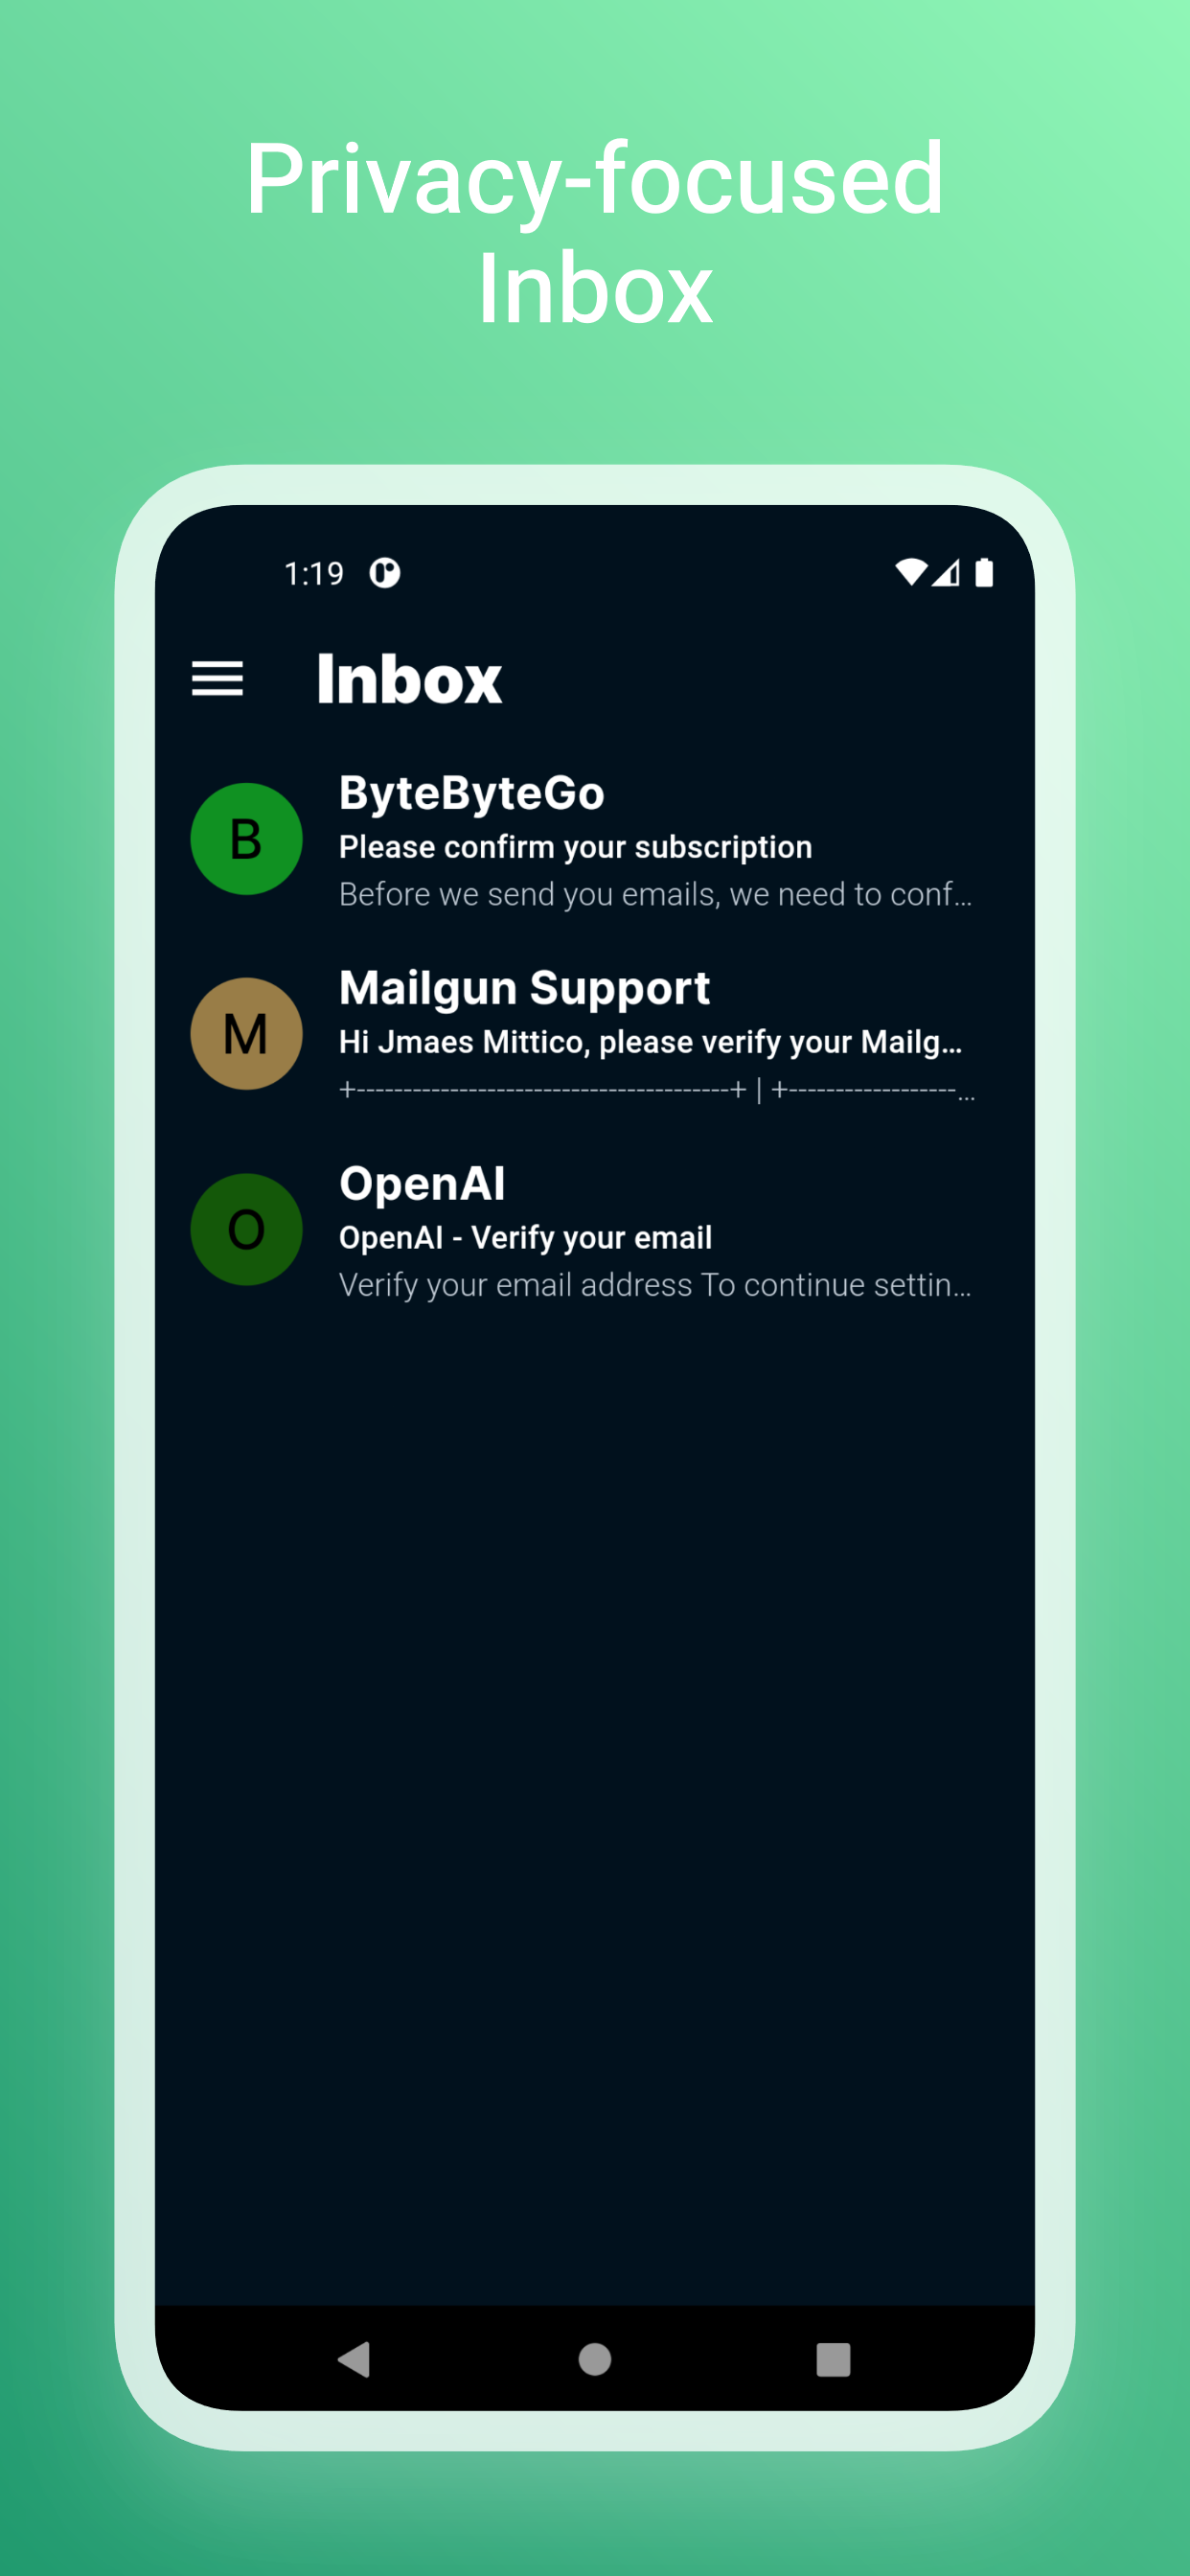 Privacy-focused
Inbox
1:19
Inbox
B
ByteByteGo
Please confirm your subscription
Before we send you emails, we need to conf...
M
Mailgun Support
Hi Jmaes Mittico, please verify your Mailg...
+----------------------------------------+ | +------------------...
O
OpenAI
OpenAI - Verify your email
Verify your email address To continue settin...